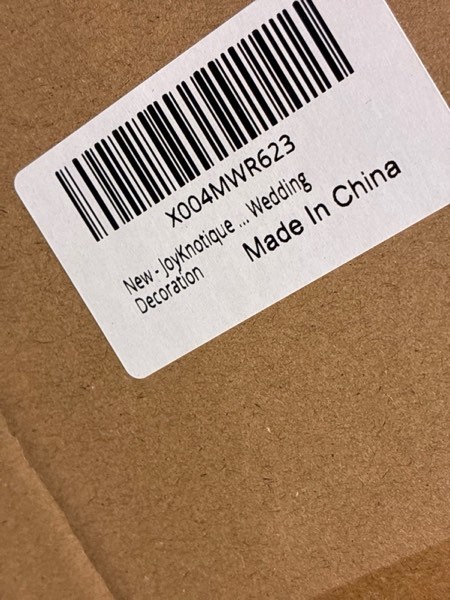 X004MWR623
New - JoyKnotique ... Wedding
Decoration
Made In China